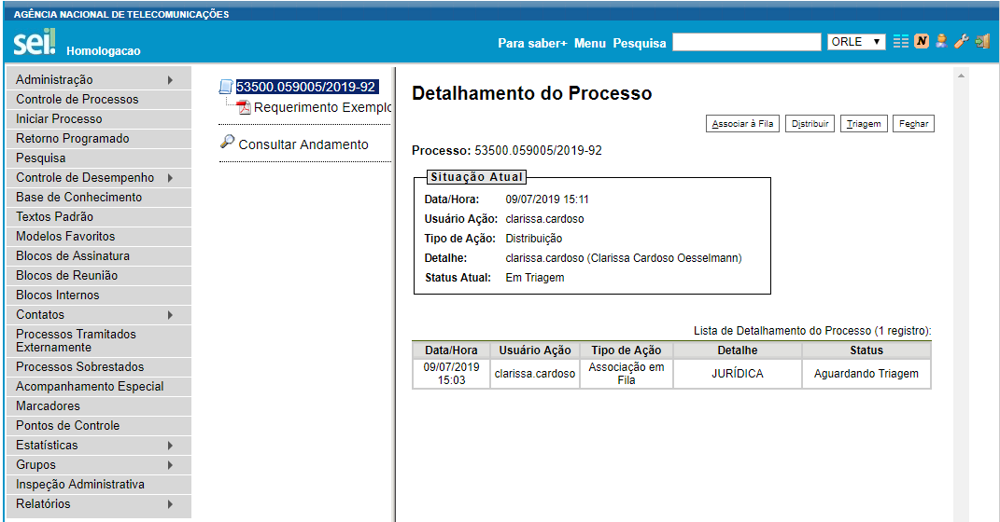 AGÊNCIA NACIONAL DE TELECOMUNICAÇÕES
sei! Homologacao
Para saber+ Menu Pesquisa ORLE
Administração
Controle de Processos
Iniciar Processo
Retorno Programado
Pesquisa
Controle de Desempenho
Base de Conhecimento
Textos Padrão
Modelos Favoritos
Blocos de Assinatura
Blocos de Reunião
Blocos Internos
Contatos
Processos Tramitados
Externamente
Processos Sobrestados
Acompanhamento Especial
Marcadores
Pontos de Controle
Estatísticas
Grupos
Inspeção Administrativa
Relatórios
53500.059005/2019-92
Requerimento Exemplo
Consultar Andamento
Detalhamento do Processo
Associar à Fila Distribuir Triagem Fechar
Processo: 53500.059005/2019-92
Situação Atual
Data/Hora: 09/07/2019 15:11
Usuário Ação: clarissa.cardoso
Tipo de Ação: Distribuição
Detalhe: clarissa.cardoso (Clarissa Cardoso Oesselmann)
Status Atual: Em Triagem
Lista de Detalhamento do Processo (1 registro):
Data/Hora Usuário Ação Tipo de Ação Detalhe Status
09/07/2019 15:03 clarissa.cardoso Associação em Fila JURÍDICA Aguardando Triagem